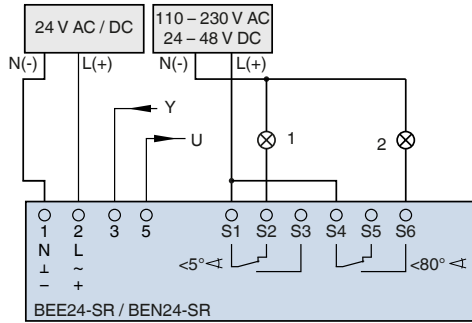 24 V AC / DC
110 – 230 V AC
24 – 48 V DC
N(-) L(+) N(-) L(+)
Y
U
1
2
1 2 3 5 S1 S2 S3 S4 S5 S6
N L
⊥ ~
– +
<5° <80°
BEE24-SR / BEN24-SR